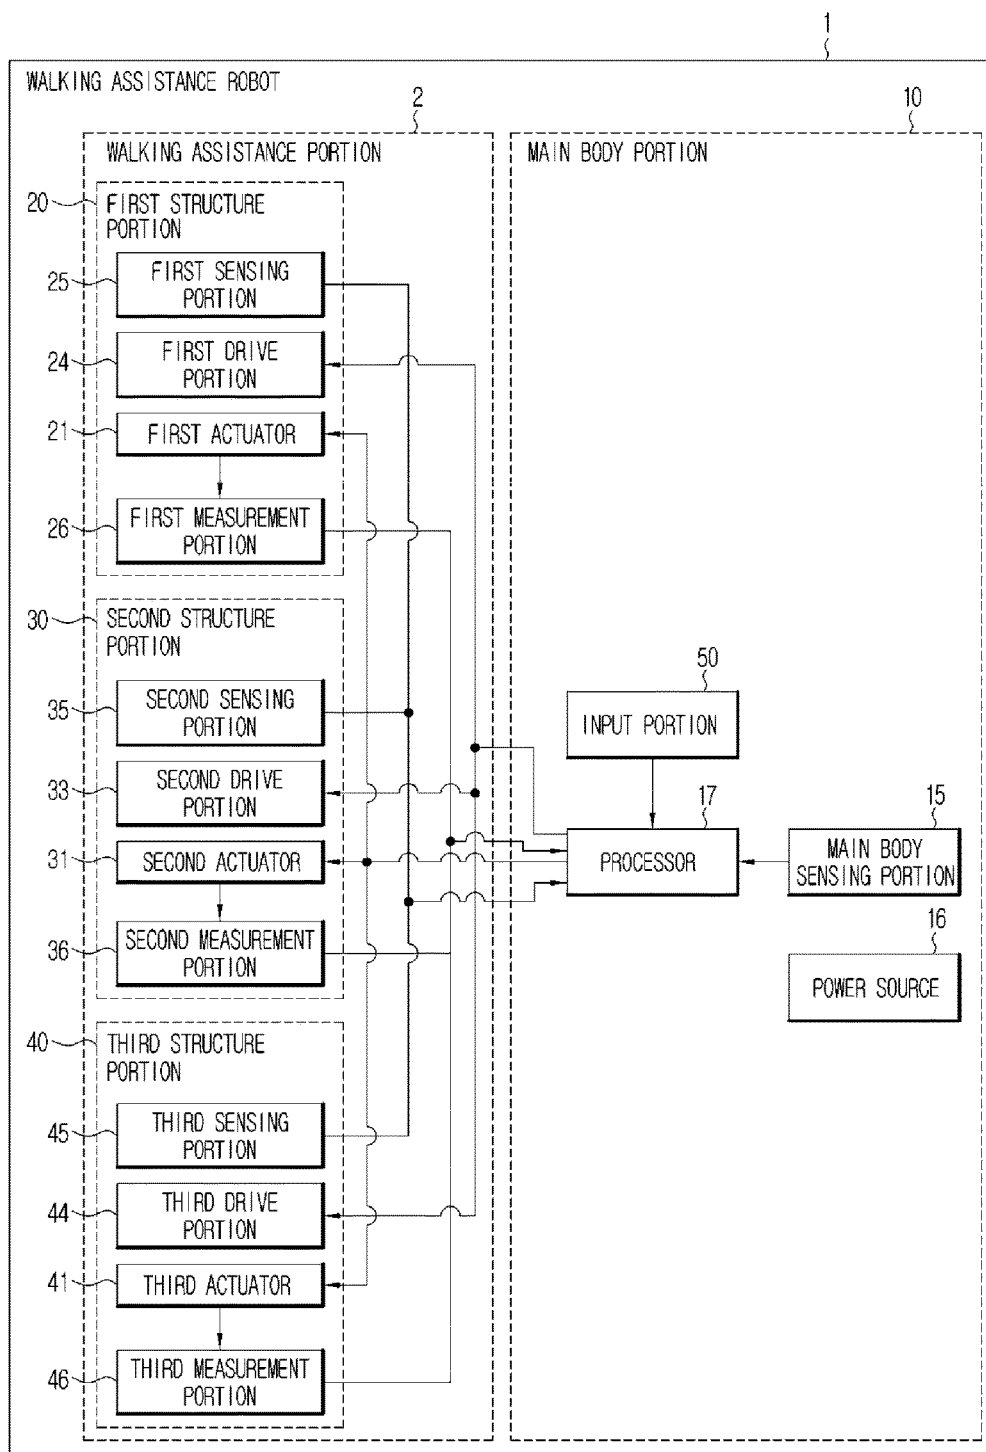 1
WALKING ASSISTANCE ROBOT
2
10
WALKING ASSISTANCE PORTION
MAIN BODY PORTION
20
FIRST STRUCTURE
PORTION
25
FIRST SENSING
PORTION
24
FIRST DRIVE
PORTION
21
FIRST ACTUATOR
26
FIRST MEASUREMENT
PORTION
30
SECOND STRUCTURE
PORTION
35
SECOND SENSING
PORTION
33
SECOND DRIVE
PORTION
31
SECOND ACTUATOR
36
SECOND MEASUREMENT
PORTION
40
THIRD STRUCTURE
PORTION
45
THIRD SENSING
PORTION
44
THIRD DRIVE
PORTION
41
THIRD ACTUATOR
46
THIRD MEASUREMENT
PORTION
50
INPUT PORTION
17
PROCESSOR
15
MAIN BODY
SENSING PORTION
16
POWER SOURCE